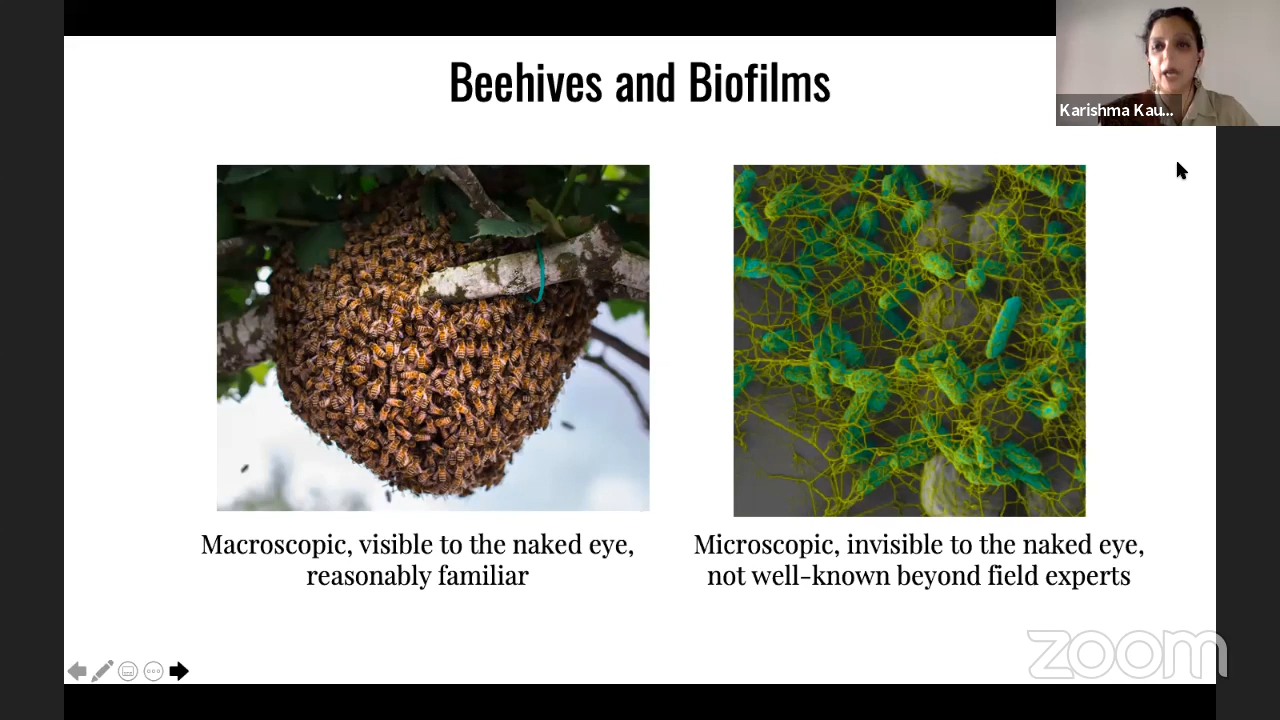 Beehives and Biofilms
Karishma Kau...
Macroscopic, visible to the naked eye,
reasonably familiar
Microscopic, invisible to the naked eye,
not well-known beyond field experts
zoom